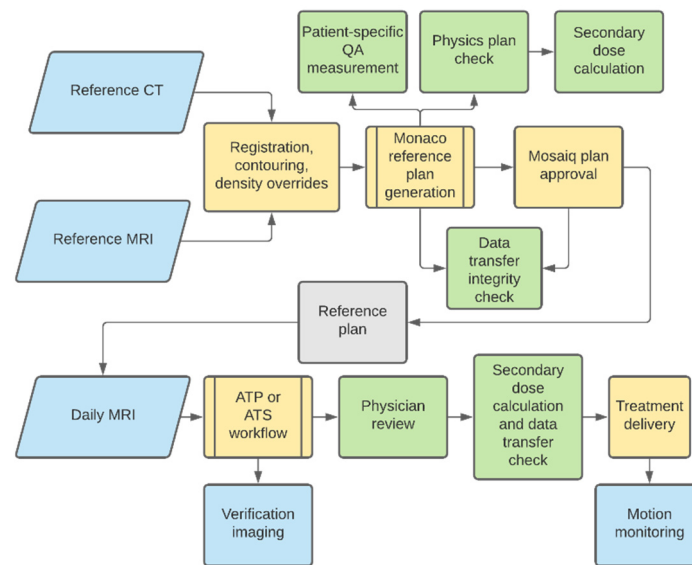 Reference CT
Patient-specific
QA
measurement
Physics plan
check
Secondary
dose
calculation
Registration,
contouring,
density overrides
Monaco
reference
plan
generation
Mosaiq plan
approval
Reference MRI
Data
transfer
integrity
check
Reference
plan
Daily MRI
ATP or
ATS
workflow
Physician
review
Secondary
dose
calculation
and data
transfer
check
Treatment
delivery
Verification
imaging
Motion
monitoring